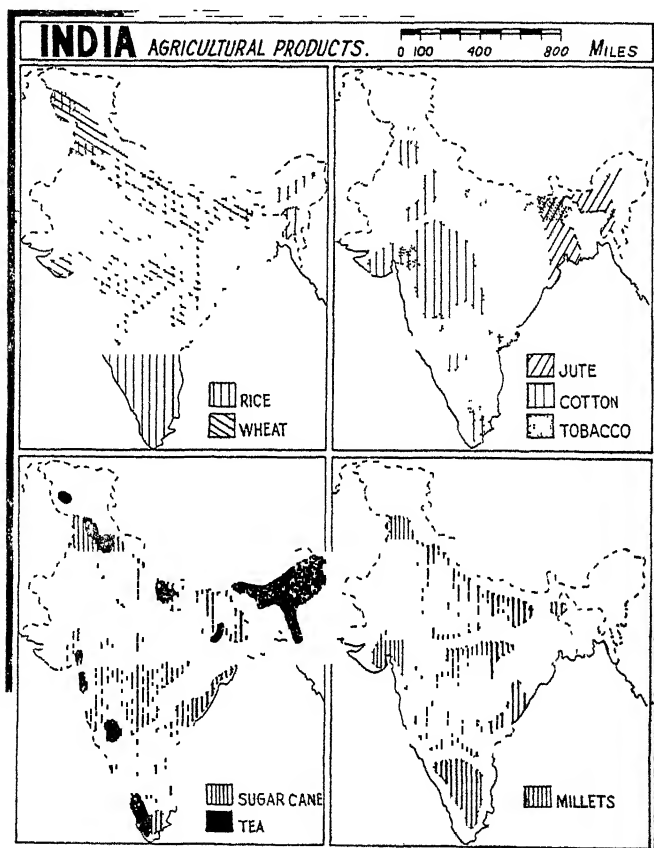 INDIA AGRICULTURAL PRODUCTS.
0 100 400 800 MILES
RICE
WHEAT
JUTE
COTTON
TOBACCO
SUGAR CANE
TEA
MILLETS